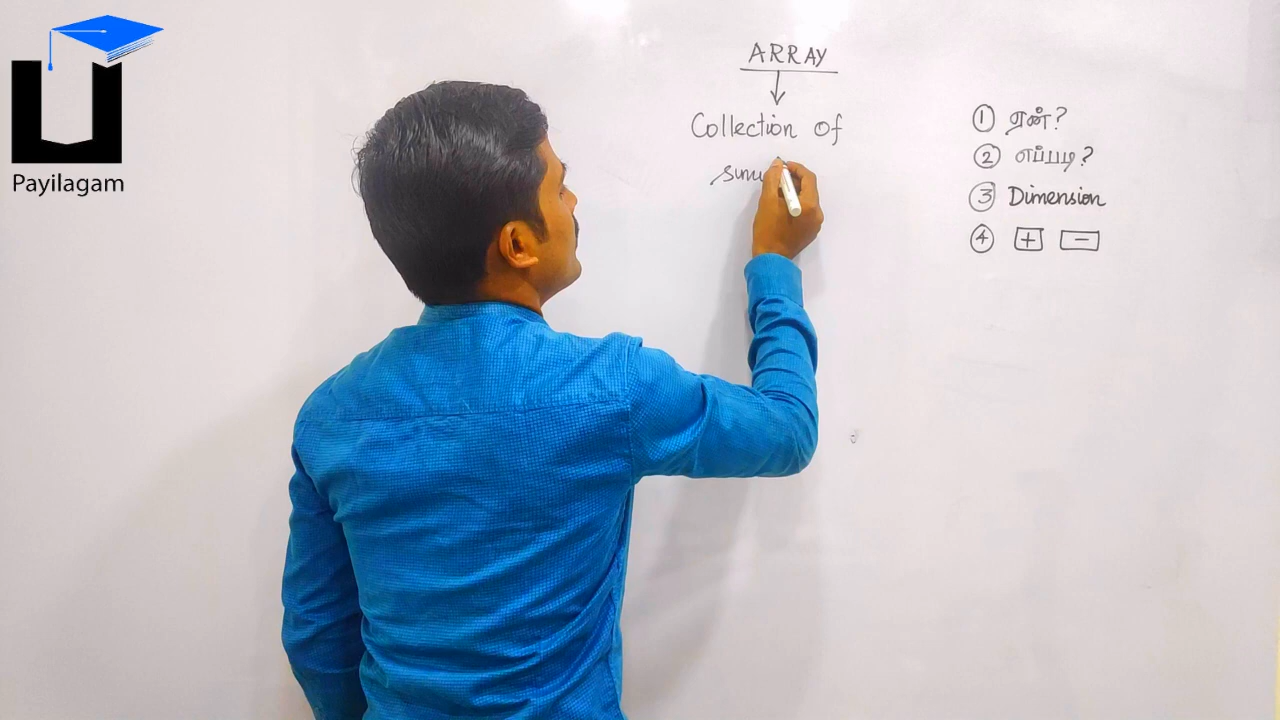 Payilagam
ARRAY
Collection of
① ஏன்?
② எப்படி?
③ Dimension
④ + -